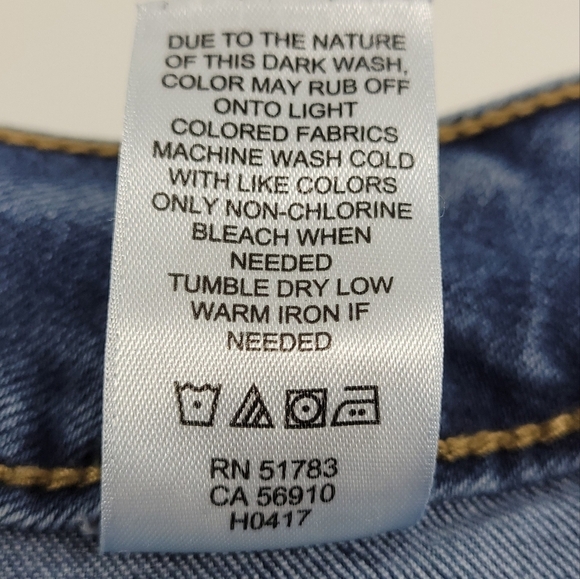 DUE TO THE NATURE
OF THIS DARK WASH,
COLOR MAY RUB OFF
ONTO LIGHT
COLORED FABRICS
MACHINE WASH COLD
WITH LIKE COLORS
ONLY NON-CHLORINE
BLEACH WHEN
NEEDED
TUMBLE DRY LOW
WARM IRON IF
NEEDED
RN 51783
CA 56910
H0417